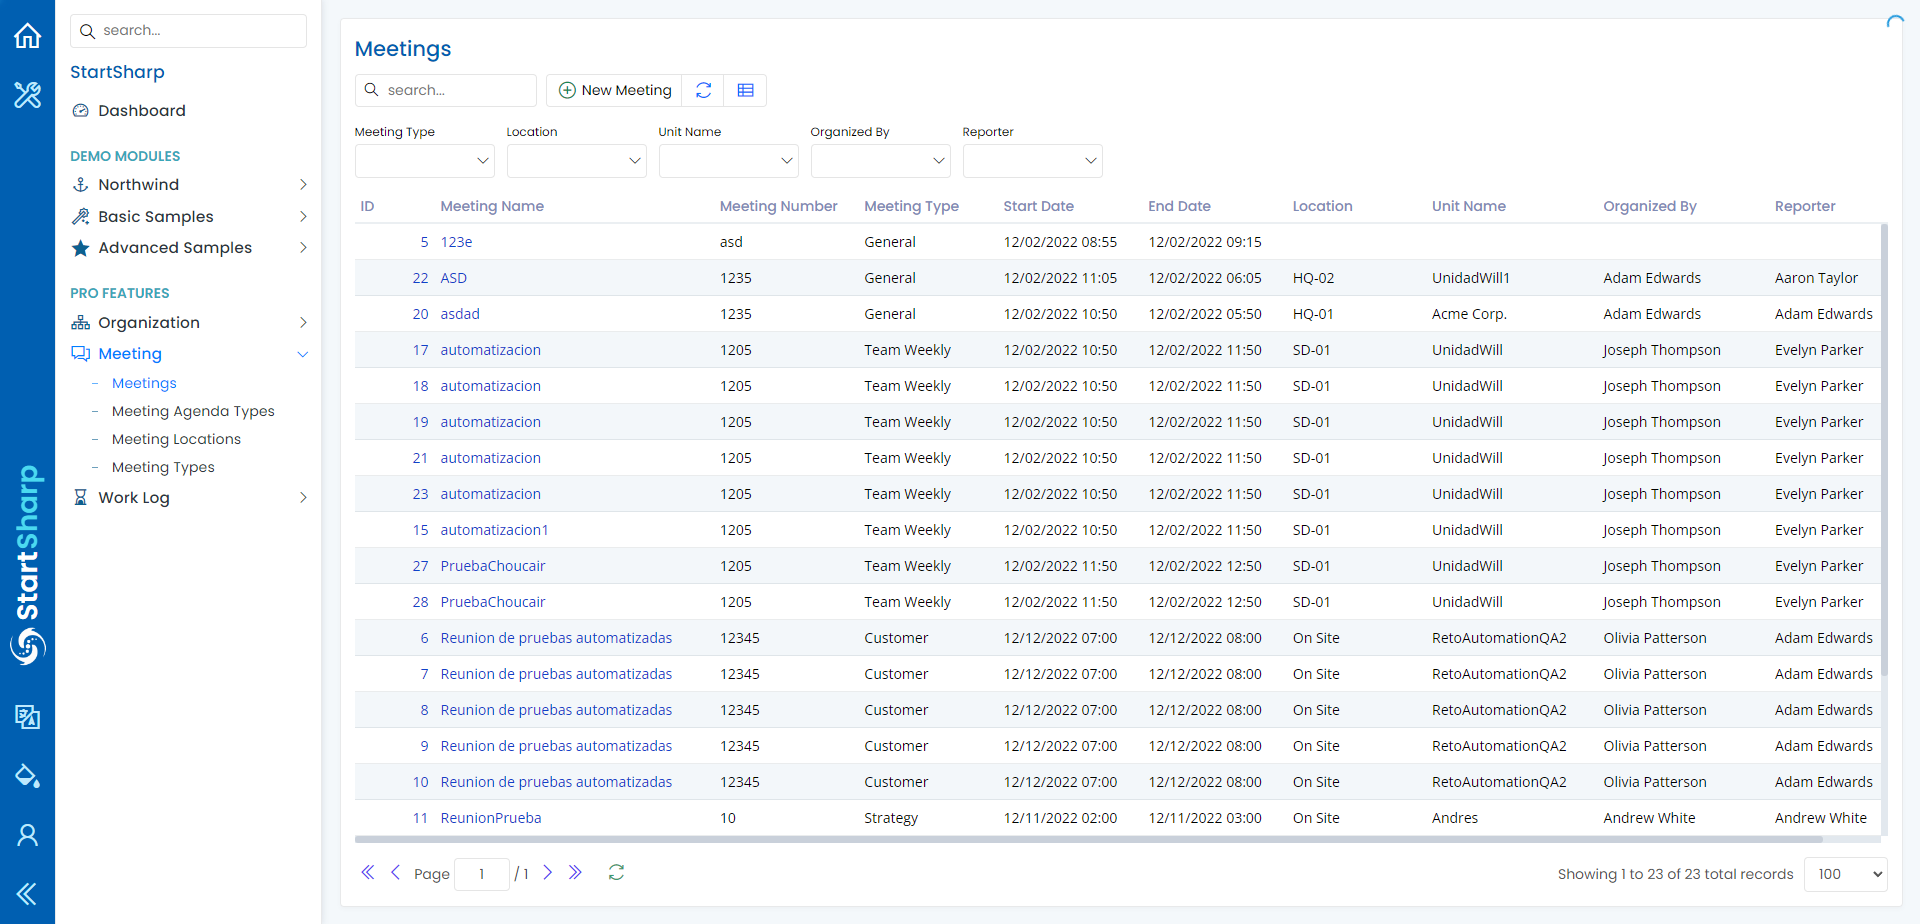 search...
StartSharp
Dashboard
DEMO MODULES
Northwind
Basic Samples
Advanced Samples
PRO FEATURES
Organization
Meeting
- Meetings
- Meeting Agenda Types
- Meeting Locations
- Meeting Types
Work Log
StartSharp
Meetings
search... New Meeting
Meeting Type Location Unit Name Organized By Reporter
ID Meeting Name Meeting Number Meeting Type Start Date End Date Location Unit Name Organized By Reporter
5 123e asd General 12/02/2022 08:55 12/02/2022 09:15
22 ASD 1235 General 12/02/2022 11:05 12/02/2022 06:05 HQ-02 UnidadWill1 Adam Edwards Aaron Taylor
20 asdad 1235 General 12/02/2022 10:50 12/02/2022 05:50 HQ-01 Acme Corp. Adam Edwards Adam Edwards
17 automatizacion 1205 Team Weekly 12/02/2022 10:50 12/02/2022 11:50 SD-01 UnidadWill Joseph Thompson Evelyn Parker
18 automatizacion 1205 Team Weekly 12/02/2022 10:50 12/02/2022 11:50 SD-01 UnidadWill Joseph Thompson Evelyn Parker
19 automatizacion 1205 Team Weekly 12/02/2022 10:50 12/02/2022 11:50 SD-01 UnidadWill Joseph Thompson Evelyn Parker
21 automatizacion 1205 Team Weekly 12/02/2022 10:50 12/02/2022 11:50 SD-01 UnidadWill Joseph Thompson Evelyn Parker
23 automatizacion 1205 Team Weekly 12/02/2022 10:50 12/02/2022 11:50 SD-01 UnidadWill Joseph Thompson Evelyn Parker
15 automatizacion1 1205 Team Weekly 12/02/2022 10:50 12/02/2022 11:50 SD-01 UnidadWill Joseph Thompson Evelyn Parker
27 PruebaChoucair 1205 Team Weekly 12/02/2022 11:50 12/02/2022 12:50 SD-01 UnidadWill Joseph Thompson Evelyn Parker
28 PruebaChoucair 1205 Team Weekly 12/02/2022 11:50 12/02/2022 12:50 SD-01 UnidadWill Joseph Thompson Evelyn Parker
6 Reunion de pruebas automatizadas 12345 Customer 12/12/2022 07:00 12/12/2022 08:00 On Site RetoAutomationQA2 Olivia Patterson Adam Edwards
7 Reunion de pruebas automatizadas 12345 Customer 12/12/2022 07:00 12/12/2022 08:00 On Site RetoAutomationQA2 Olivia Patterson Adam Edwards
8 Reunion de pruebas automatizadas 12345 Customer 12/12/2022 07:00 12/12/2022 08:00 On Site RetoAutomationQA2 Olivia Patterson Adam Edwards
9 Reunion de pruebas automatizadas 12345 Customer 12/12/2022 07:00 12/12/2022 08:00 On Site RetoAutomationQA2 Olivia Patterson Adam Edwards
10 Reunion de pruebas automatizadas 12345 Customer 12/12/2022 07:00 12/12/2022 08:00 On Site RetoAutomationQA2 Olivia Patterson Adam Edwards
11 ReunionPrueba 10 Strategy 12/11/2022 02:00 12/11/2022 03:00 On Site Andres Andrew White Andrew White
Page 1 / 1 Showing 1 to 23 of 23 total records 100